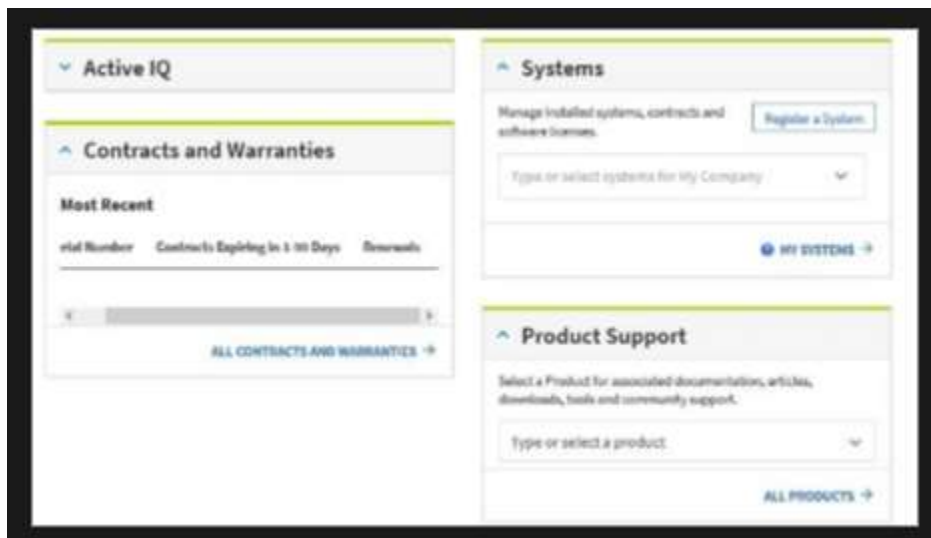 Active IQ
Contracts and Warranties
Most Recent
rial Number Contracts Expiring in 1-90 Days Renewals
ALL CONTRACTS AND WARRANTIES
Systems
Manage installed systems, contracts and
software licenses.
Register a System
Type or select systems for My Company
MY SYSTEMS
Product Support
Select a Product for associated documentation, articles,
downloads, tools and community support.
Type or select a product
ALL PRODUCTS